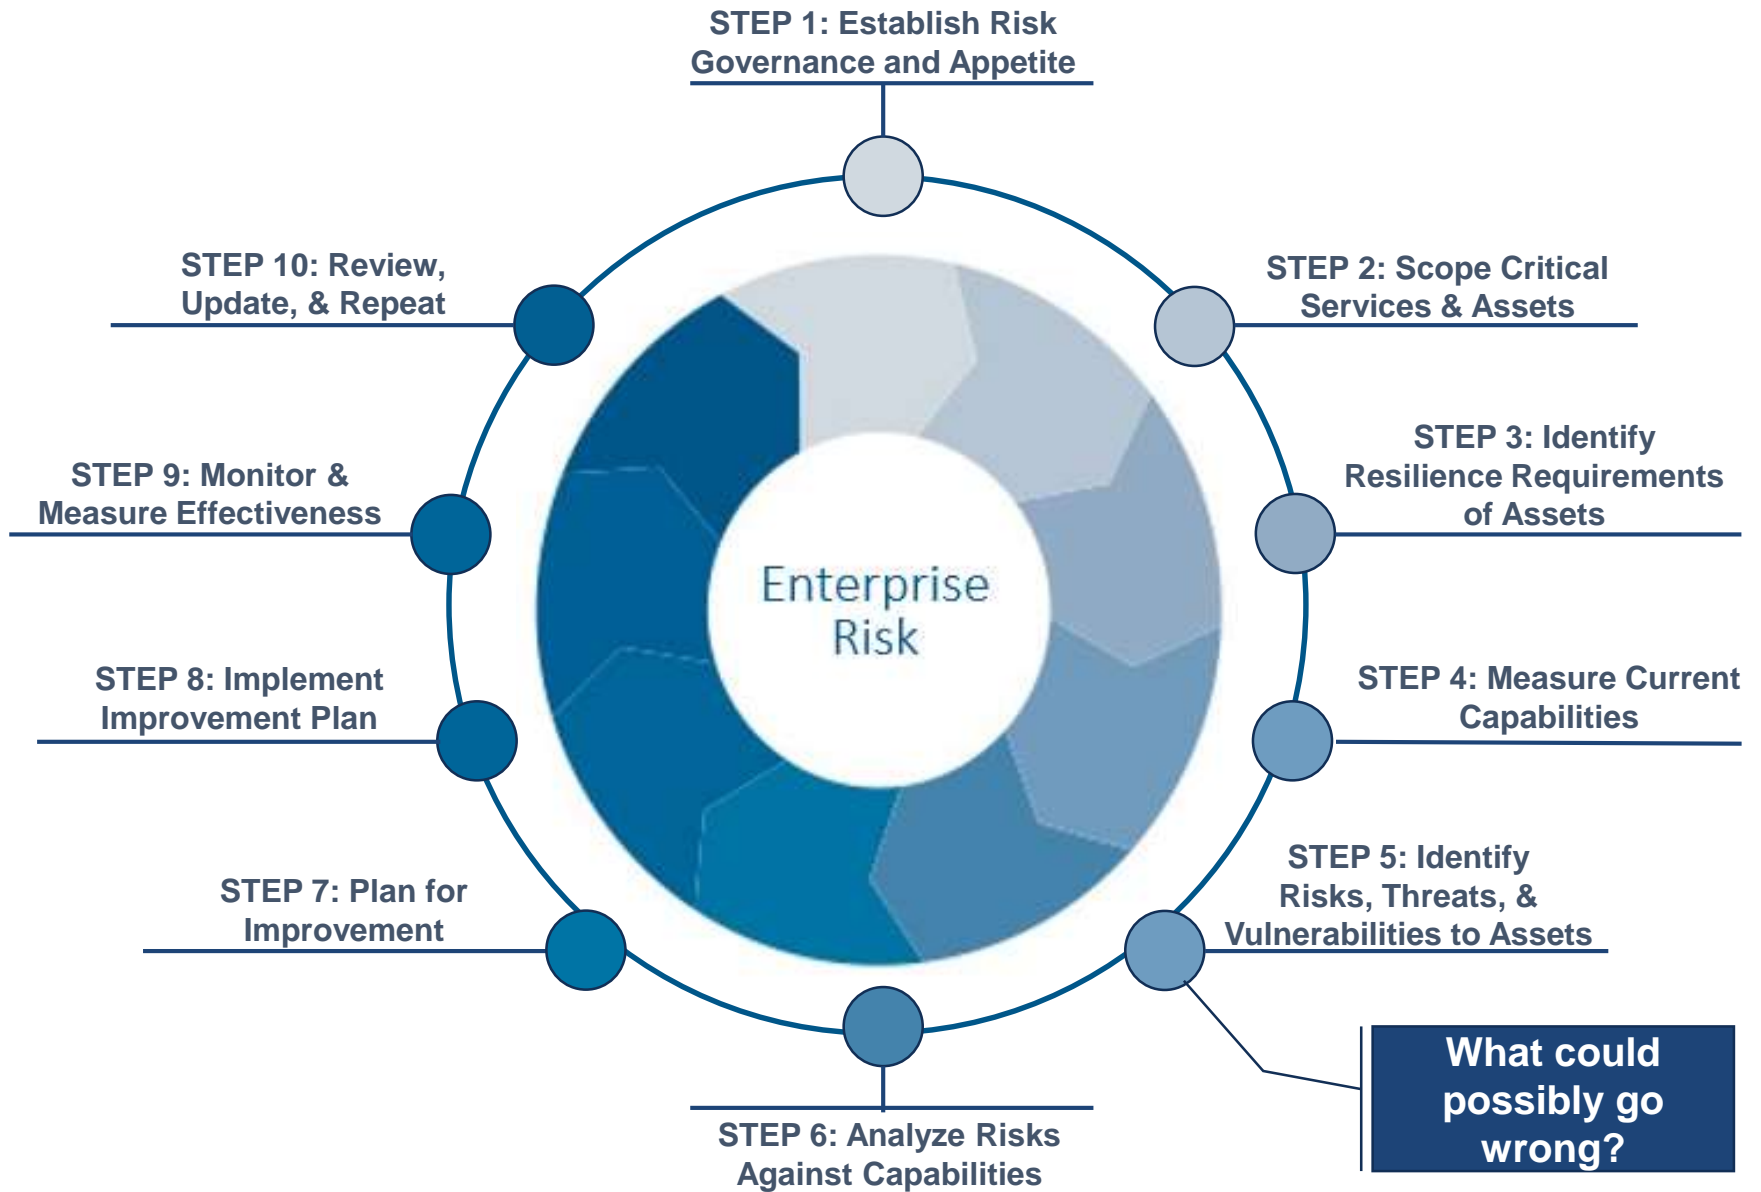 STEP 1: Establish Risk
Governance and Appetite
STEP 2: Scope Critical
Services & Assets
STEP 3: Identify
Resilience Requirements
of Assets
STEP 4: Measure Current
Capabilities
STEP 5: Identify
Risks, Threats, &
Vulnerabilities to Assets
What could
possibly go
wrong?
STEP 6: Analyze Risks
Against Capabilities
STEP 7: Plan for
Improvement
STEP 8: Implement
Improvement Plan
STEP 9: Monitor &
Measure Effectiveness
STEP 10: Review,
Update, & Repeat
Enterprise
Risk